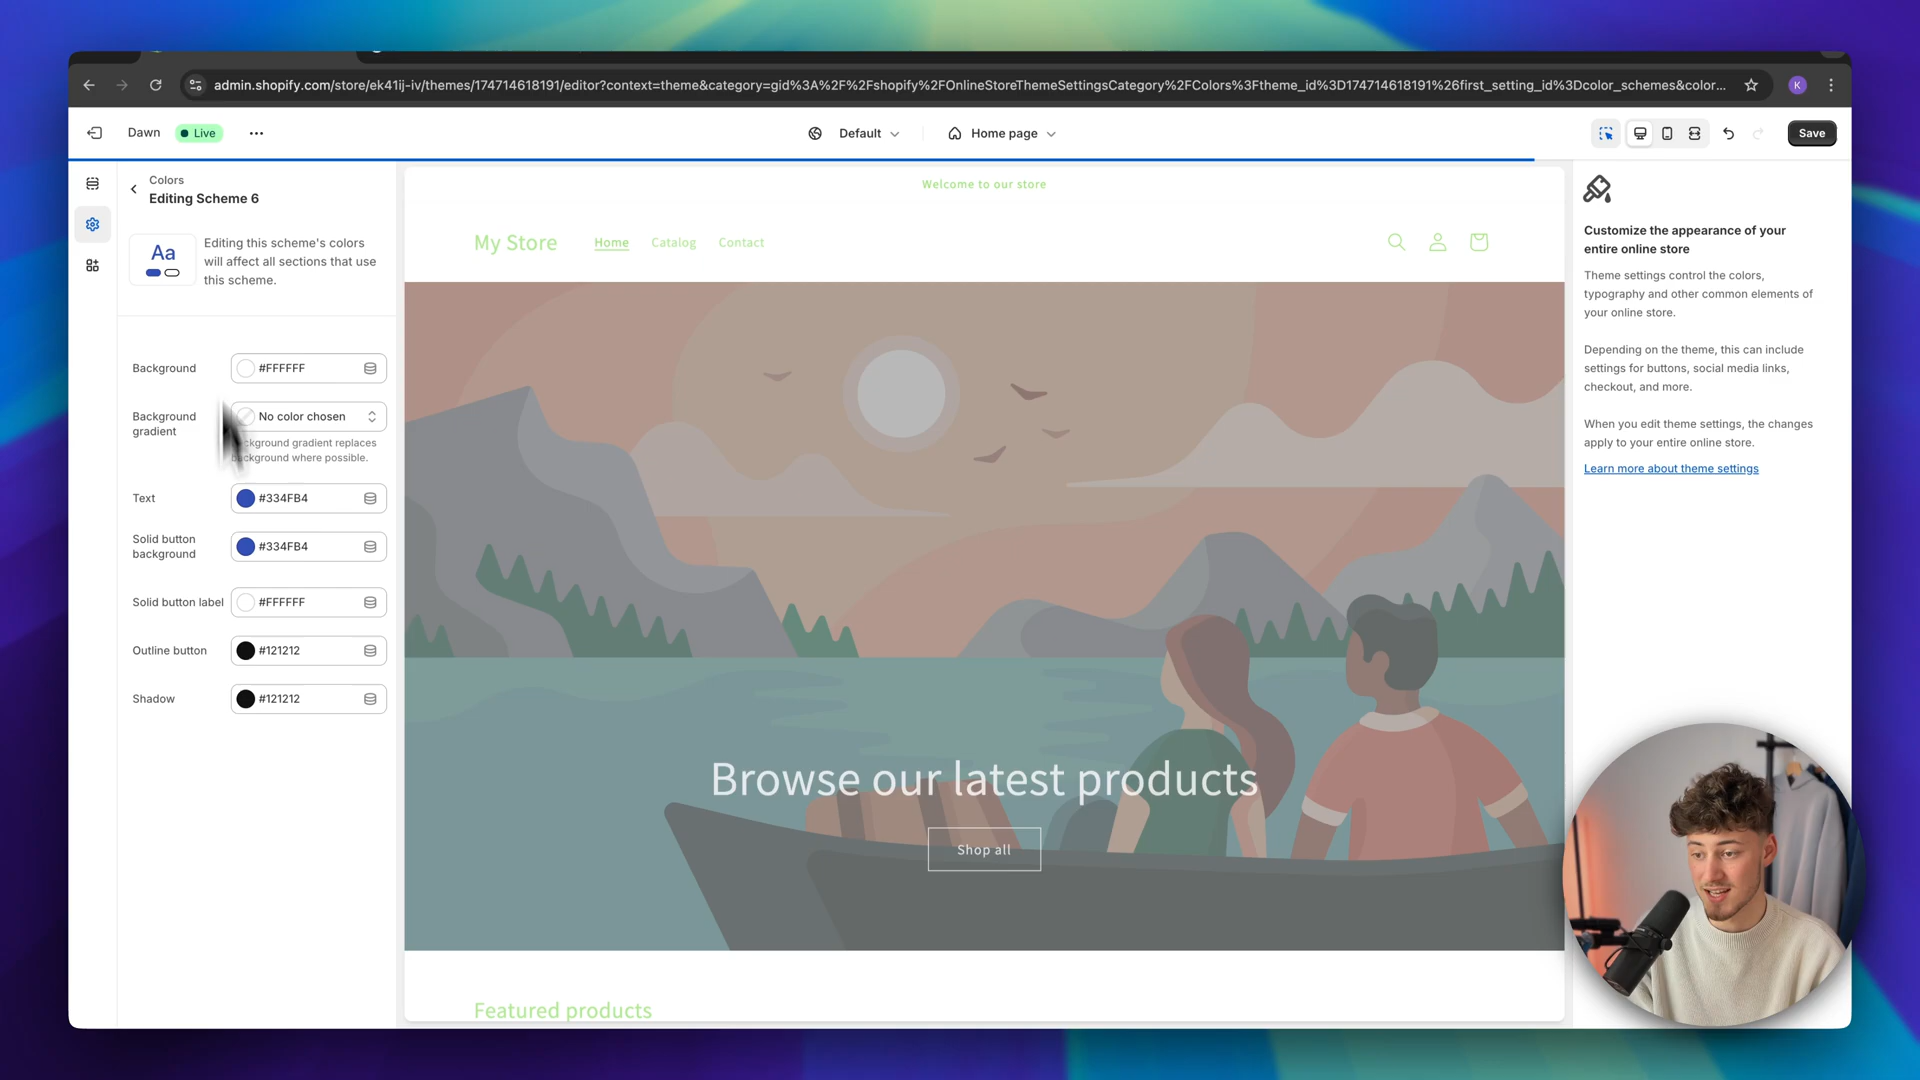 admin.shopify.com/store/ek41ij-iv/themes/174714618191/editor?context=theme&category=gid%3A%2F%2Fshopify%2FOnlineStoreThemeSettingsCategory%2FColors%3Ftheme_id%3D174714618191%26first_setting_id%3Dcolor_schemes&color...
K
Dawn
Live
Default
Home page
Save
Colors
Editing Scheme 6
Aa
Editing this scheme's colors
will affect all sections that use
this scheme.
Background
#FFFFFF
Background
gradient
No color chosen
gradient replaces
where possible.
Text
#334FB4
Solid button
background
#334FB4
Solid button label
#FFFFFF
Outline button
#121212
Shadow
#121212
Welcome to our store
My Store
Home
Catalog
Contact
Browse our latest products
Shop all
Featured products
Customize the appearance of your
entire online store
Theme settings control the colors,
typography and other common elements of
your online store.
Depending on the theme, this can include
settings for buttons, social media links,
checkout, and more.
When you edit theme settings, the changes
apply to your entire online store.
Learn more about theme settings